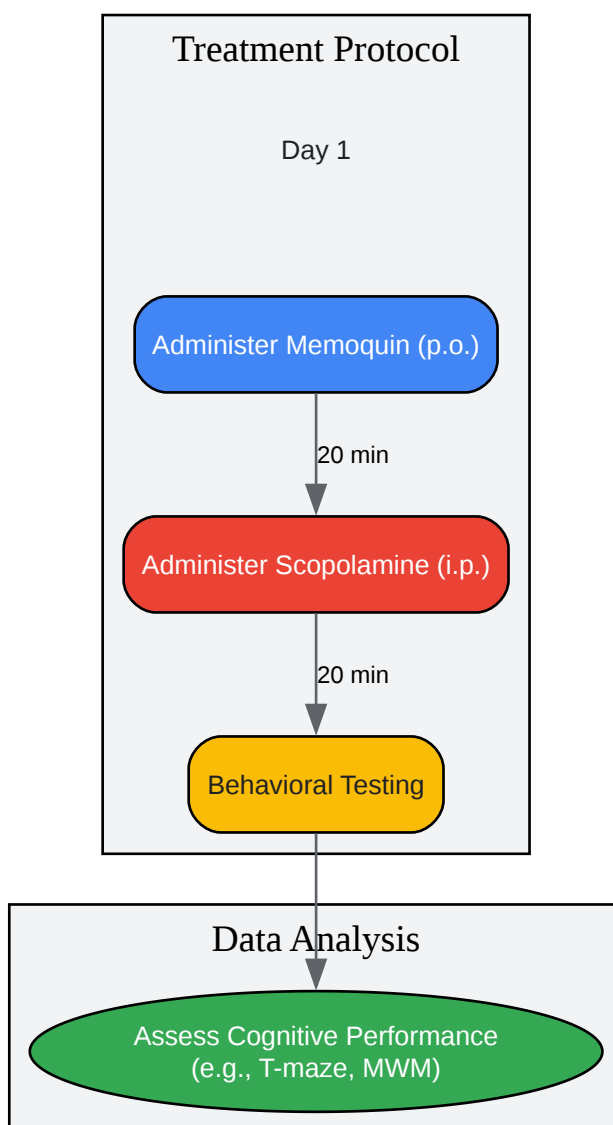 Treatment Protocol
Day 1
Administer Memoquin (p.o.)
20 min
Administer Scopolamine (i.p.)
20 min
Behavioral Testing
Data Analysis
Assess Cognitive Performance
(e.g., T-maze, MWM)